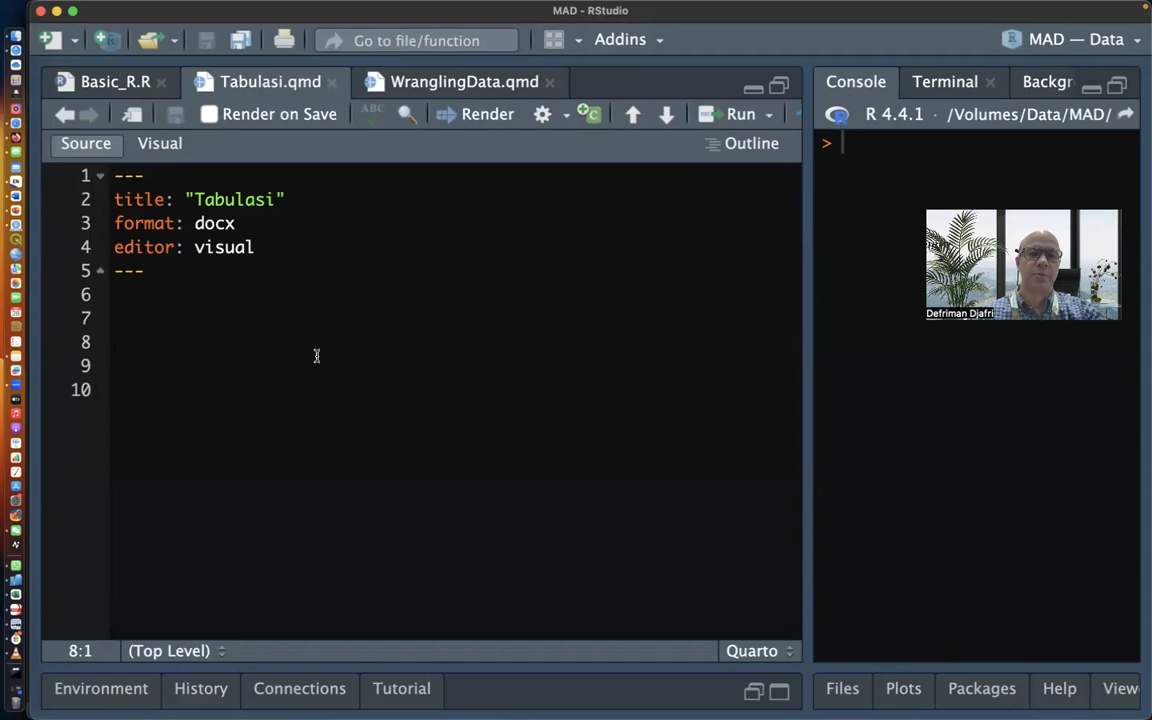 MAD - RStudio
Go to file/function
Addins
MAD — Data
Basic_R.R
Tabulasi.qmd
WranglingData.qmd
Render on Save
ABC
Render
Run
Source
Visual
Outline
1 ---
2 title: "Tabulasi"
3 format: docx
4 editor: visual
5 ---
6
7
8
9
10
8:1
(Top Level)
Quarto
Environment
History
Connections
Tutorial
Console
Terminal
Backgr
R 4.4.1 · /Volumes/Data/MAD/
>
Defriman Djafri
Files
Plots
Packages
Help
View